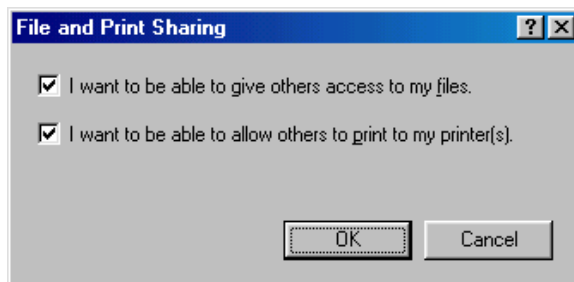 File and Print Sharing
I want to be able to give others access to my files.
I want to be able to allow others to print to my printer(s).
OK Cancel